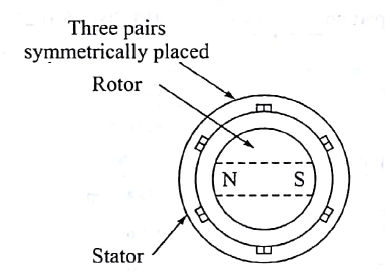 Three pairs
symmetrically placed
Rotor
N S
Stator